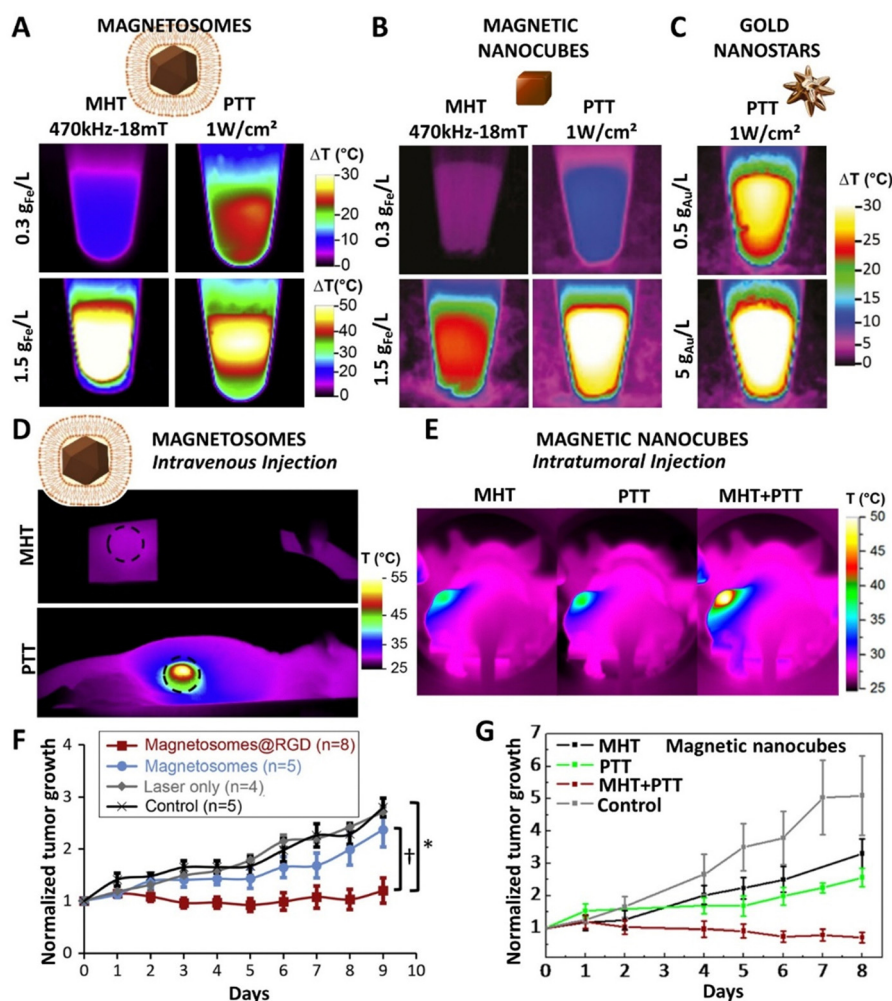 A MAGNETOSOMES
MHT PTT
470kHz-18mT 1W/cm²
0.3 gFe/L
ΔT (°C)
30
20
10
0
1.5 gFe/L
ΔT(°C)
50
40
30
20
10
0
B MAGNETIC
NANOCUBES
MHT PTT
470kHz-18mT 1W/cm²
0.3 gFe/L
1.5 gFe/L
C GOLD
NANOSTARS
PTT
1W/cm²
0.5 gAu/L
5 gAu/L
ΔT (°C)
30
25
20
15
10
5
0
D MAGNETOSOMES
Intravenous Injection
MHT
PTT
T (°C)
55
45
35
25
E MAGNETIC NANOCUBES
Intratumoral Injection
MHT PTT MHT+PTT
T (°C)
50
45
40
35
30
25
F
Normalized tumor growth
4
3
2
1
0
Magnetosomes@RGD (n=8)
Magnetosomes (n=5)
Laser only (n=4)
Control (n=5)
† *
0 1 2 3 4 5 6 7 8 9 10
Days
G
Normalized tumor growth
7
6
5
4
3
2
1
MHT Magnetic nanocubes
PTT
MHT+PTT
Control
0 1 2 3 4 5 6 7 8
Days